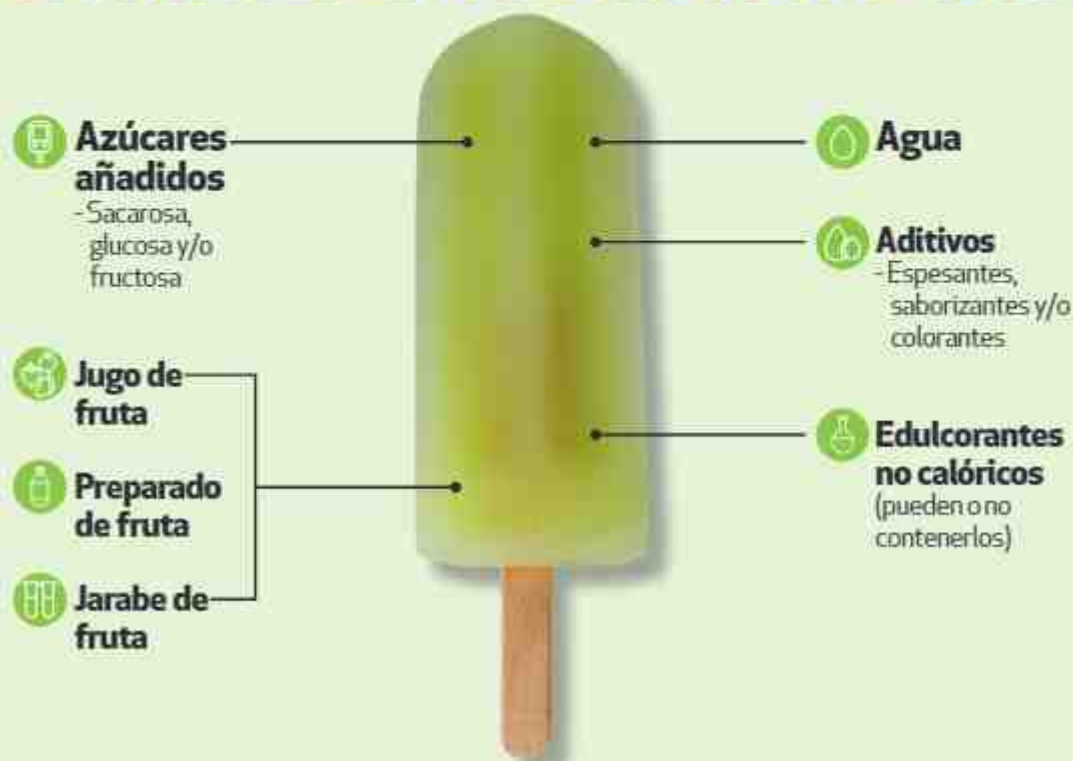 Azúcares
añadidos
- Sacarosa,
glucosa y/o
fructosa
Jugo de
fruta
Preparado
de fruta
Jarabe de
fruta
Agua
Aditivos
- Espesantes,
saborizantes y/o
colorantes
Edulcorantes
no calóricos
(pueden o no
contenerlos)